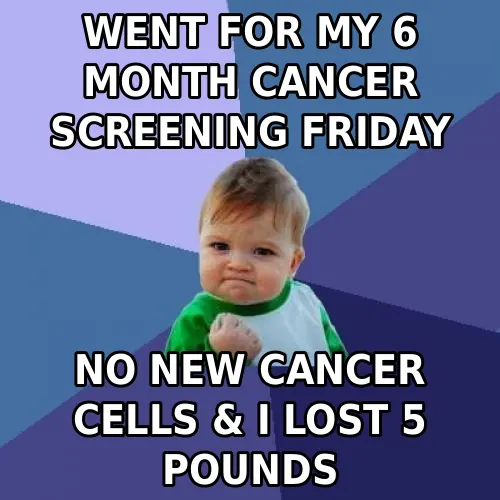 WENT FOR MY 6
MONTH CANCER
SCREENING FRIDAY
NO NEW CANCER
CELLS & I LOST 5
POUNDS